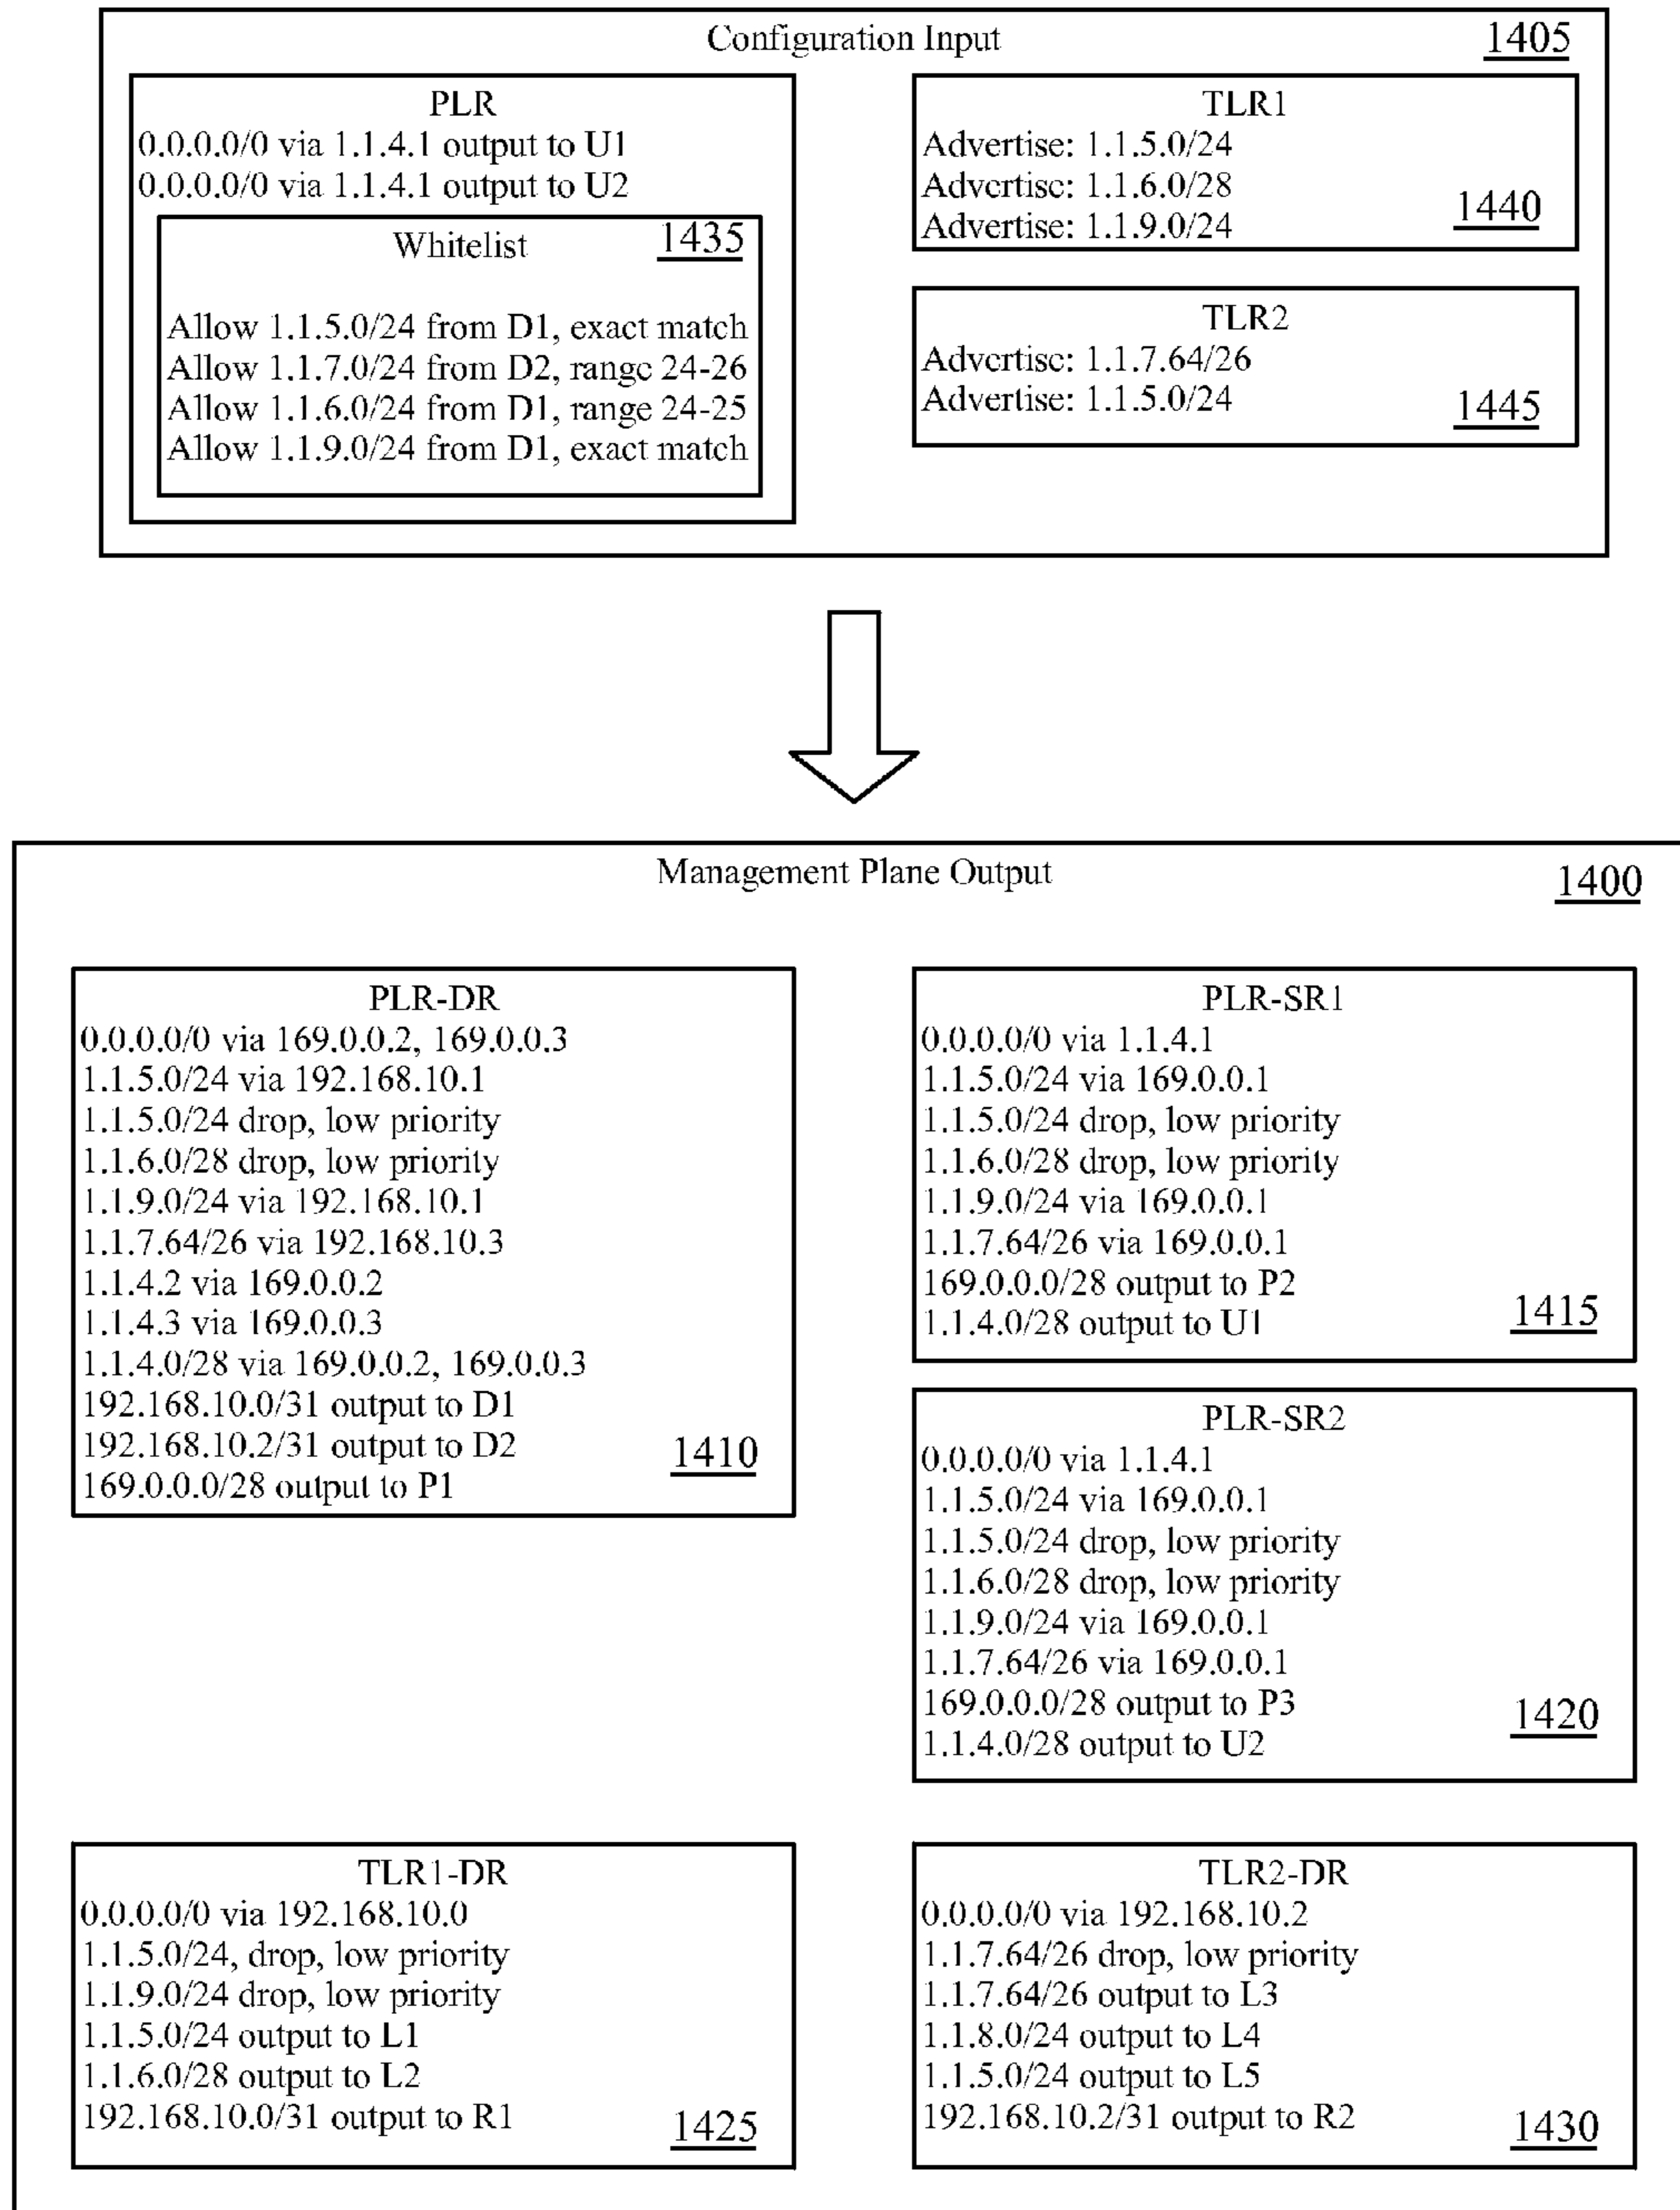 Configuration Input
1405
PLR
0.0.0.0/0 via 1.1.4.1 output to U1
0.0.0.0/0 via 1.1.4.1 output to U2
Whitelist
1435
Allow 1.1.5.0/24 from D1, exact match
Allow 1.1.7.0/24 from D2, range 24-26
Allow 1.1.6.0/24 from D1, range 24-25
Allow 1.1.9.0/24 from D1, exact match
TLR1
Advertise: 1.1.5.0/24
Advertise: 1.1.6.0/28
Advertise: 1.1.9.0/24
1440
TLR2
Advertise: 1.1.7.64/26
Advertise: 1.1.5.0/24
1445
Management Plane Output
1400
PLR-DR
0.0.0.0/0 via 169.0.0.2, 169.0.0.3
1.1.5.0/24 via 192.168.10.1
1.1.5.0/24 drop, low priority
1.1.6.0/28 drop, low priority
1.1.9.0/24 via 192.168.10.1
1.1.7.64/26 via 192.168.10.3
1.1.4.2 via 169.0.0.2
1.1.4.3 via 169.0.0.3
1.1.4.0/28 via 169.0.0.2, 169.0.0.3
192.168.10.0/31 output to D1
192.168.10.2/31 output to D2
169.0.0.0/28 output to P1
1410
PLR-SR1
0.0.0.0/0 via 1.1.4.1
1.1.5.0/24 via 169.0.0.1
1.1.5.0/24 drop, low priority
1.1.6.0/28 drop, low priority
1.1.9.0/24 via 169.0.0.1
1.1.7.64/26 via 169.0.0.1
169.0.0.0/28 output to P2
1.1.4.0/28 output to U1
1415
PLR-SR2
0.0.0.0/0 via 1.1.4.1
1.1.5.0/24 via 169.0.0.1
1.1.5.0/24 drop, low priority
1.1.6.0/28 drop, low priority
1.1.9.0/24 via 169.0.0.1
1.1.7.64/26 via 169.0.0.1
169.0.0.0/28 output to P3
1.1.4.0/28 output to U2
1420
TLR1-DR
0.0.0.0/0 via 192.168.10.0
1.1.5.0/24, drop, low priority
1.1.9.0/24 drop, low priority
1.1.5.0/24 output to L1
1.1.6.0/28 output to L2
192.168.10.0/31 output to R1
1425
TLR2-DR
0.0.0.0/0 via 192.168.10.2
1.1.7.64/26 drop, low priority
1.1.7.64/26 output to L3
1.1.8.0/24 output to L4
1.1.5.0/24 output to L5
192.168.10.2/31 output to R2
1430